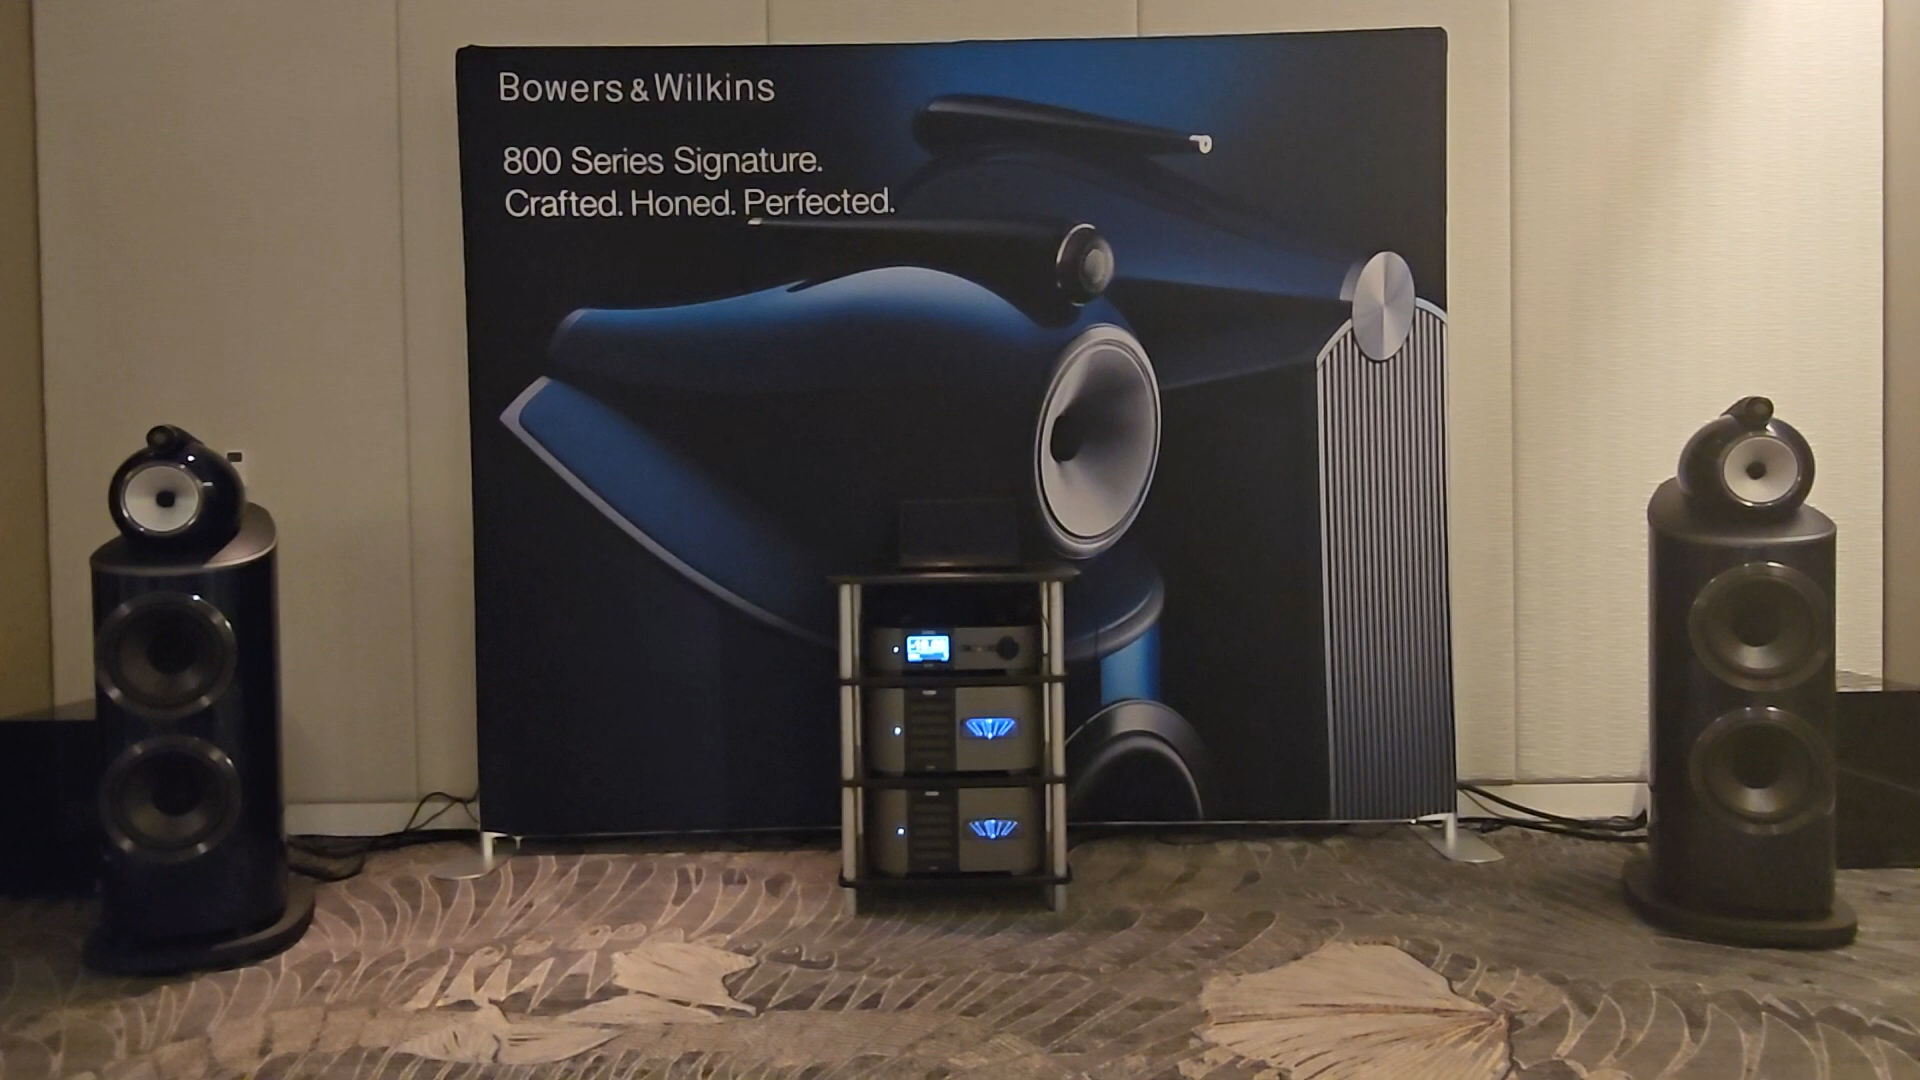 Bowers & Wilkins
800 Series Signature.
Crafted. Honed. Perfected.